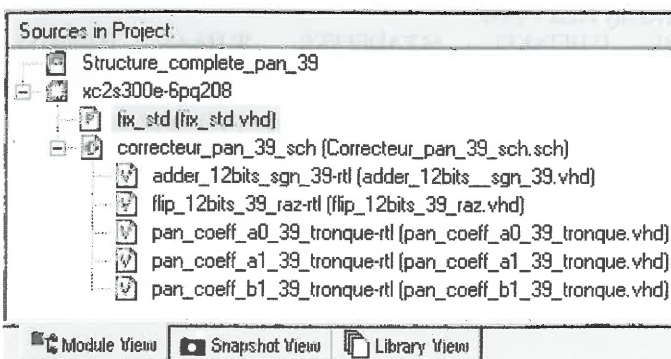 Sources in Project:
Structure_complete_pan_39
xc2s300e-6pq208
fix_std (fix_std.vhd)
correcteur_pan_39_sch (Correcteur_pan_39_sch.sch)
adder_12bits_sgn_39-rtl (adder_12bits__sgn_39.vhd)
flip_12bits_39_raz-rtl (flip_12bits_39_raz.vhd)
pan_coeff_a0_39_tronque-rtl (pan_coeff_a0_39_tronque.vhd)
pan_coeff_a1_39_tronque-rtl (pan_coeff_a1_39_tronque.vhd)
pan_coeff_b1_39_tronque-rtl (pan_coeff_b1_39_tronque.vhd)
Module View Snapshot View Library View